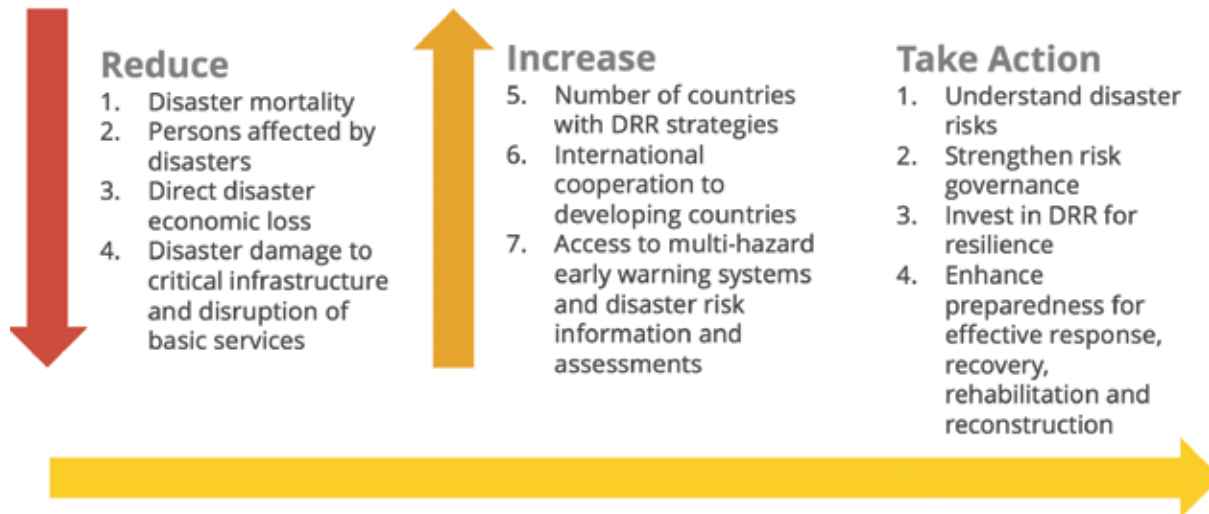 Reduce
1. Disaster mortality
2. Persons affected by
disasters
3. Direct disaster
economic loss
4. Disaster damage to
critical infrastructure
and disruption of
basic services
Increase
5. Number of countries
with DRR strategies
6. International
cooperation to
developing countries
7. Access to multi-hazard
early warning systems
and disaster risk
information and
assessments
Take Action
1. Understand disaster
risks
2. Strengthen risk
governance
3. Invest in DRR for
resilience
4. Enhance
preparedness for
effective response,
recovery,
rehabilitation and
reconstruction